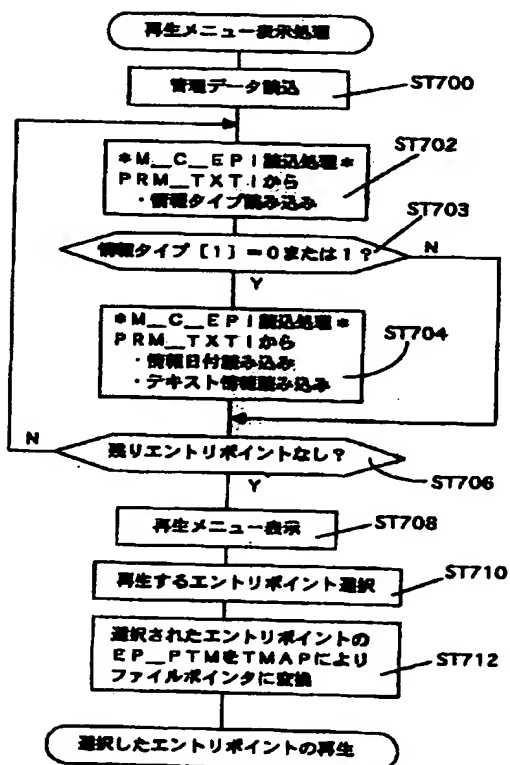 再生メニュー表示処理
管理データ読込
ST700
*M__C__EPI読込処理*
PRM__TXTIから
・情報タイプ読み込み
ST702
ST703
情報タイプ [1] =0または1?
N
Y
*M__C__EPI読込処理*
PRM__TXTIから
・情報日付読み込み
・テキスト情報読み込み
ST704
N
残りエントリポイントなし?
ST706
Y
再生メニュー表示
ST708
再生するエントリポイント選択
ST710
選択されたエントリポイントの
EP__PTMをTMAPにより
ファイルポインタに変換
ST712
選択したエントリポイントの再生